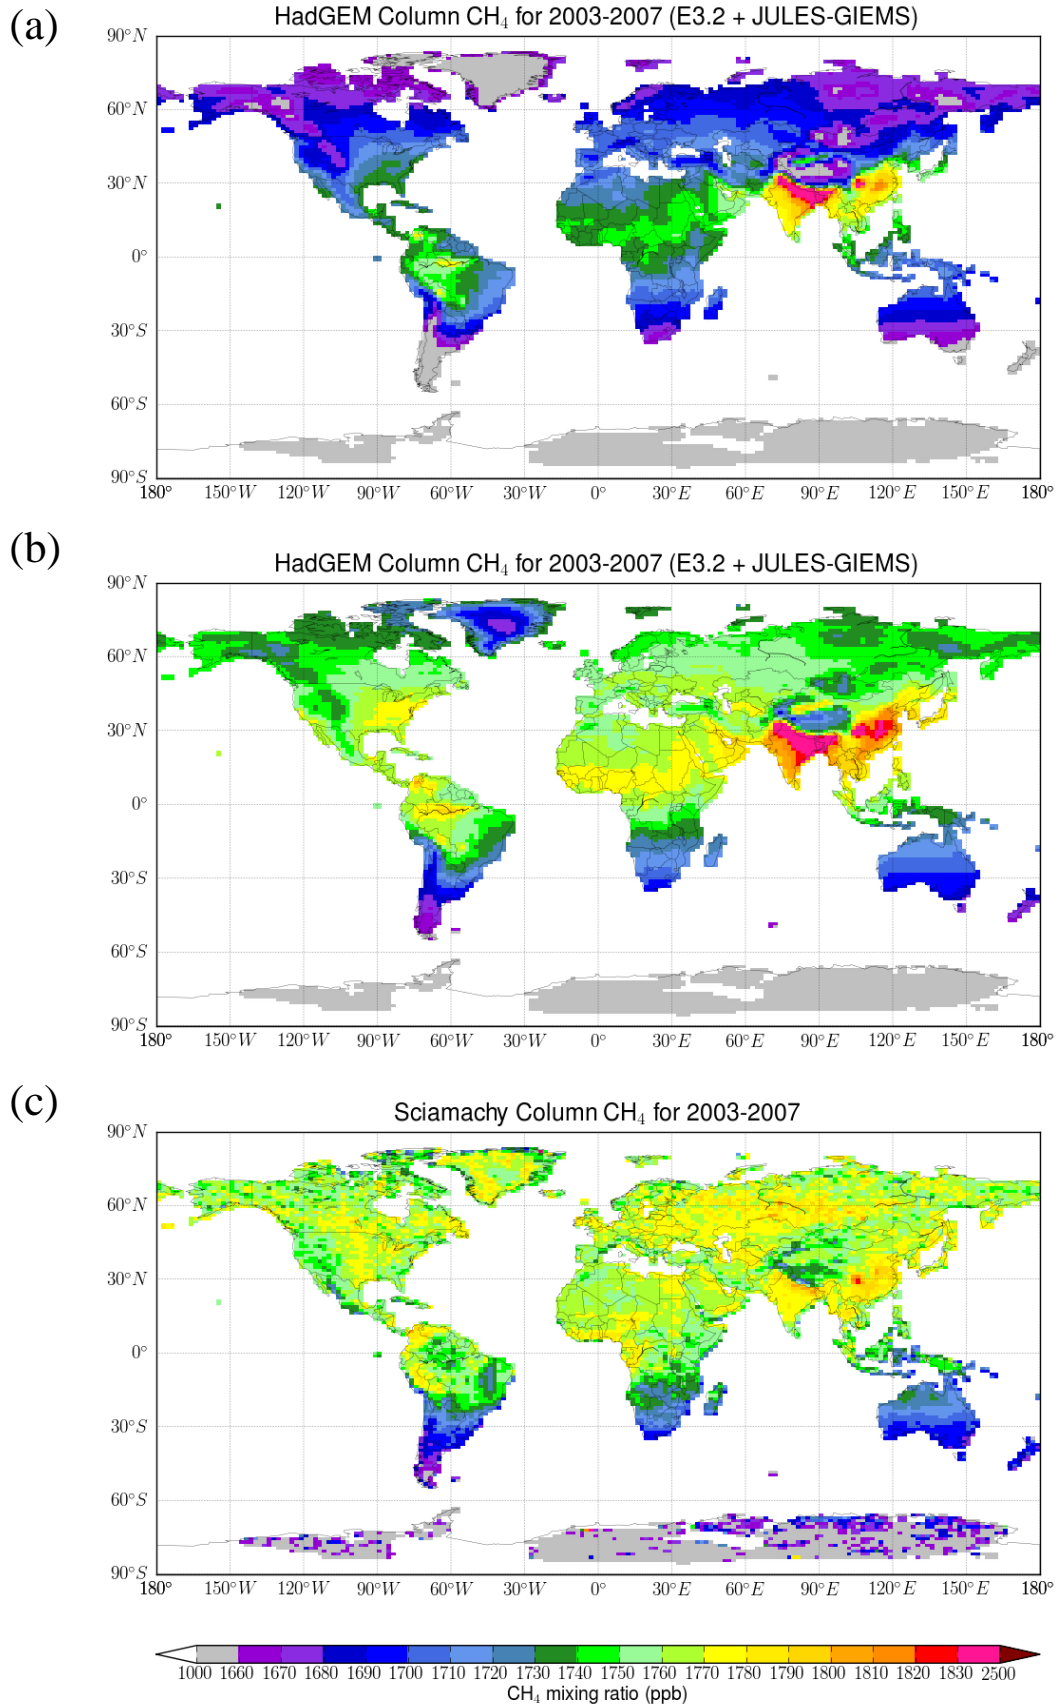 (a)
HadGEM Column CH₄ for 2003-2007 (E3.2 + JULES-GIEMS)
90°N
60°N
30°N
0°
30°S
60°S
90°S
180° 150°W 120°W 90°W 60°W 30°W 0° 30°E 60°E 90°E 120°E 150°E 180°
(b)
HadGEM Column CH₄ for 2003-2007 (E3.2 + JULES-GIEMS)
90°N
60°N
30°N
0°
30°S
60°S
90°S
180° 150°W 120°W 90°W 60°W 30°W 0° 30°E 60°E 90°E 120°E 150°E 180°
(c)
Sciamachy Column CH₄ for 2003-2007
90°N
60°N
30°N
0°
30°S
60°S
90°S
180° 150°W 120°W 90°W 60°W 30°W 0° 30°E 60°E 90°E 120°E 150°E 180°
1000 1660 1670 1680 1690 1700 1710 1720 1730 1740 1750 1760 1770 1780 1790 1800 1810 1820 1830 2500
CH₄ mixing ratio (ppb)